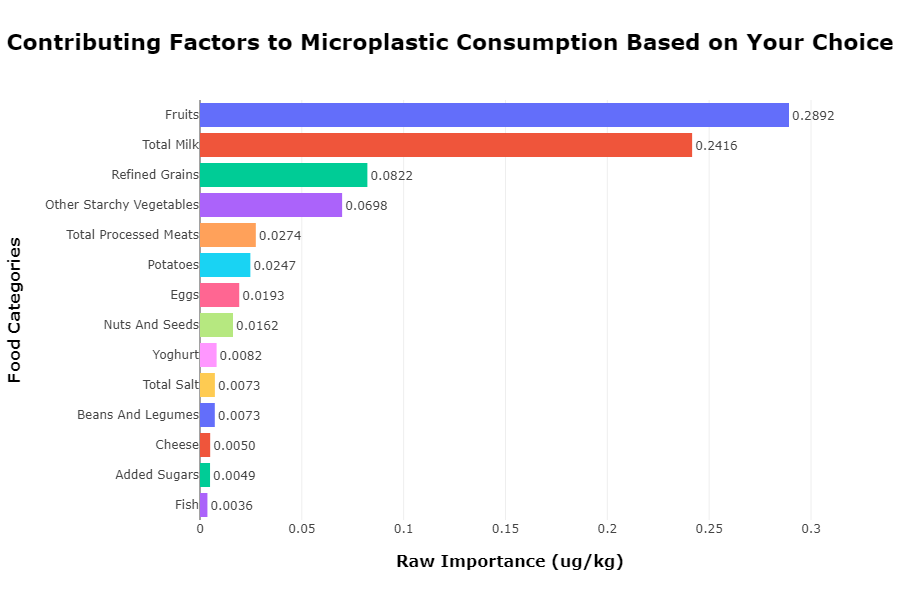 Contributing Factors to Microplastic Consumption Based on Your Choice
Food Categories
Fruits 0.2892
Total Milk 0.2416
Refined Grains 0.0822
Other Starchy Vegetables 0.0698
Total Processed Meats 0.0274
Potatoes 0.0247
Eggs 0.0193
Nuts And Seeds 0.0162
Yoghurt 0.0082
Total Salt 0.0073
Beans And Legumes 0.0073
Cheese 0.0050
Added Sugars 0.0049
Fish 0.0036
0 0.05 0.1 0.15 0.2 0.25 0.3
Raw Importance (ug/kg)